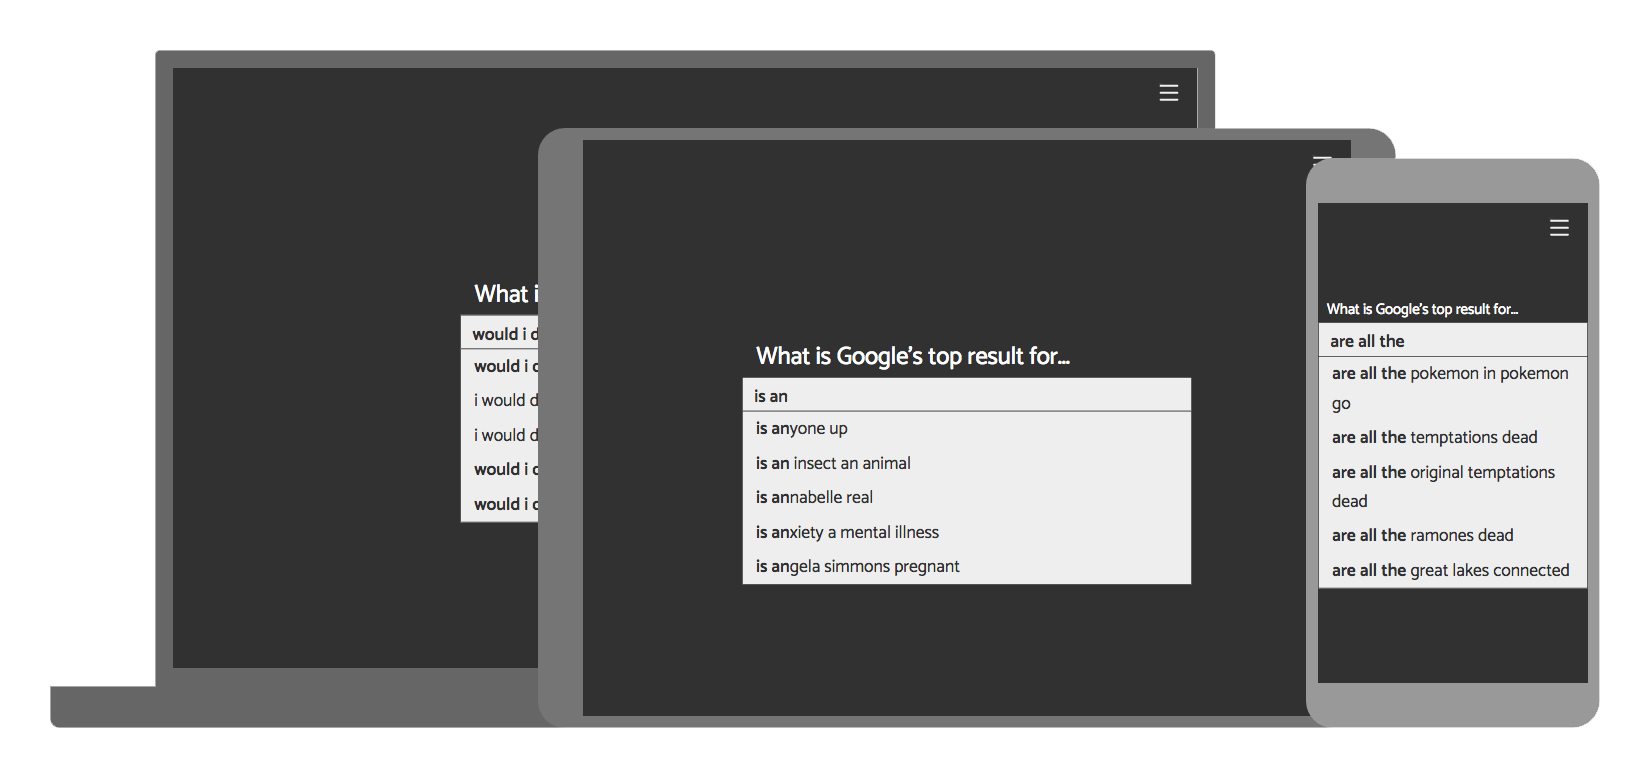 What i
would i d
would i
i would d
i would d
would i
would i
What is Google's top result for...
is an
is anyone up
is an insect an animal
is annabelle real
is anxiety a mental illness
is angela simmons pregnant
What is Google's top result for...
are all the
are all the pokemon in pokemon
go
are all the temptations dead
are all the original temptations
dead
are all the ramones dead
are all the great lakes connected